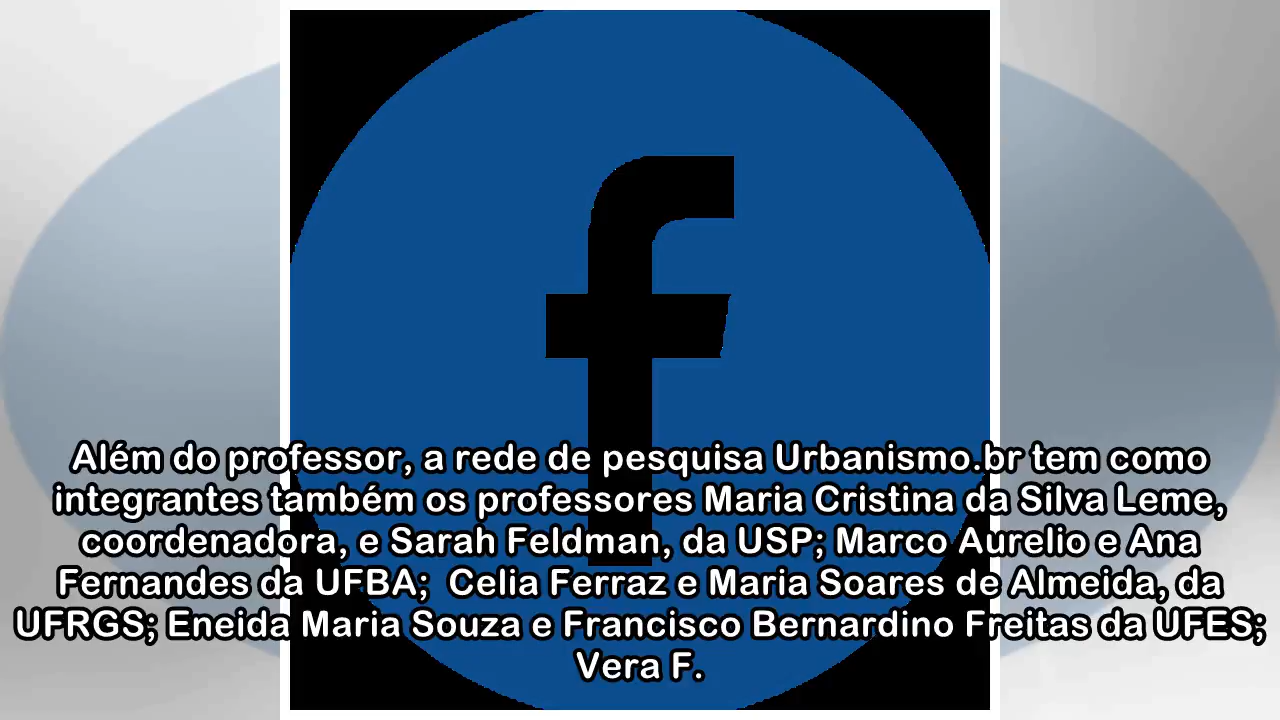 Além do professor, a rede de pesquisa Urbanismo.br tem como
integrantes também os professores Maria Cristina da Silva Leme,
coordenadora, e Sarah Feldman, da USP; Marco Aurelio e Ana
Fernandes da UFBA;  Celia Ferraz e Maria Soares de Almeida, da
UFRGS; Eneida Maria Souza e Francisco Bernardino Freitas da UFES;
Vera F.